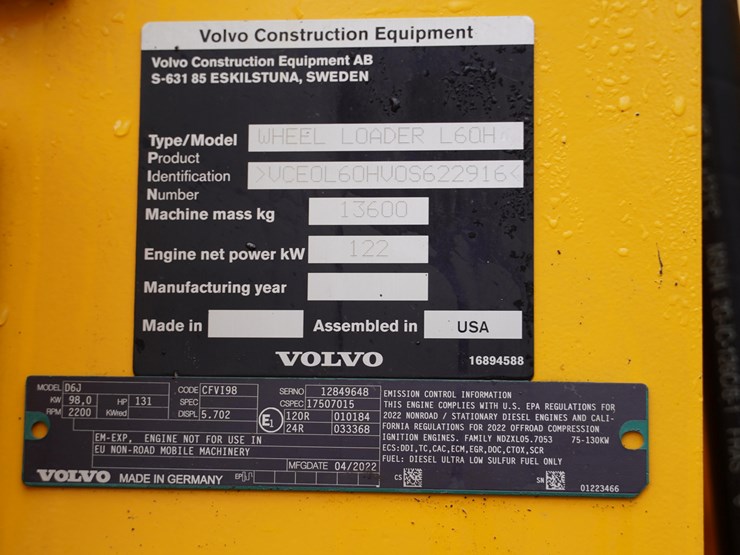 Volvo Construction Equipment
Volvo Construction Equipment AB
S-631 85 ESKILSTUNA, SWEDEN
Type/Model WHEEL LOADER L60H
Product
Identification >VCE0L60HV0S622916<
Number
Machine mass kg 13600
Engine net power kW 122
Manufacturing year
Made in Assembled in USA
VOLVO 16894588
MODEL D6J
KW 98,0 HP 131
RPM 2200 KWred
CODE CFVI98
SPEC
DISPL 5.702
SERNO 12849648
CSPEC 17507015
E1 120R 010184
24R 033368
EM-EXP, ENGINE NOT FOR USE IN
EU NON-ROAD MOBILE MACHINERY
MFGDATE 04/2022
EMISSION CONTROL INFORMATION
THIS ENGINE COMPLIES WITH U.S. EPA REGULATIONS FOR
2022 NONROAD / STATIONARY DIESEL ENGINES AND CALI-
FORNIA REGULATIONS FOR 2022 OFFROAD COMPRESSION
IGNITION ENGINES. FAMILY NDZXL05.7053 75-130KW
ECS:DDI,TC,CAC,ECM,EGR,DOC,CTOX,SCR
FUEL: DIESEL ULTRA LOW SULFUR FUEL ONLY
VOLVO MADE IN GERMANY
CS SN 01223466